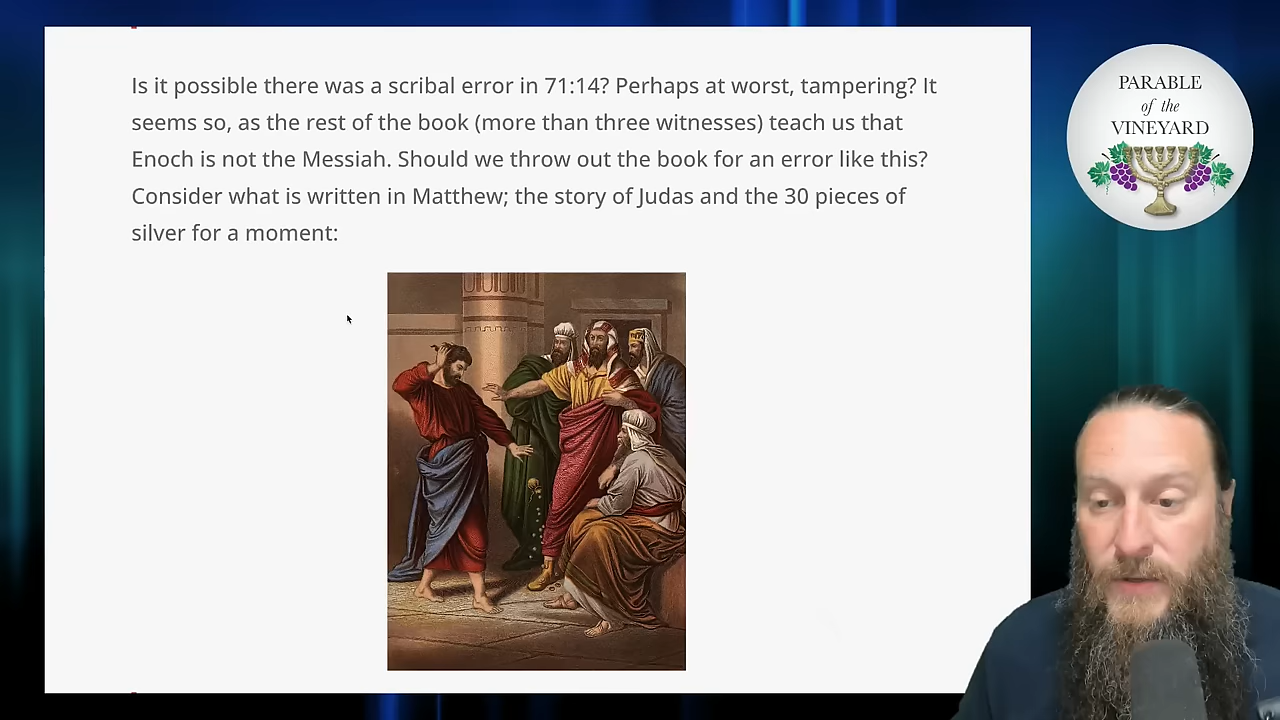 Is it possible there was a scribal error in 71:14? Perhaps at worst, tampering? It
seems so, as the rest of the book (more than three witnesses) teach us that
Enoch is not the Messiah. Should we throw out the book for an error like this?
Consider what is written in Matthew; the story of Judas and the 30 pieces of
silver for a moment:
PARABLE
of the
VINEYARD